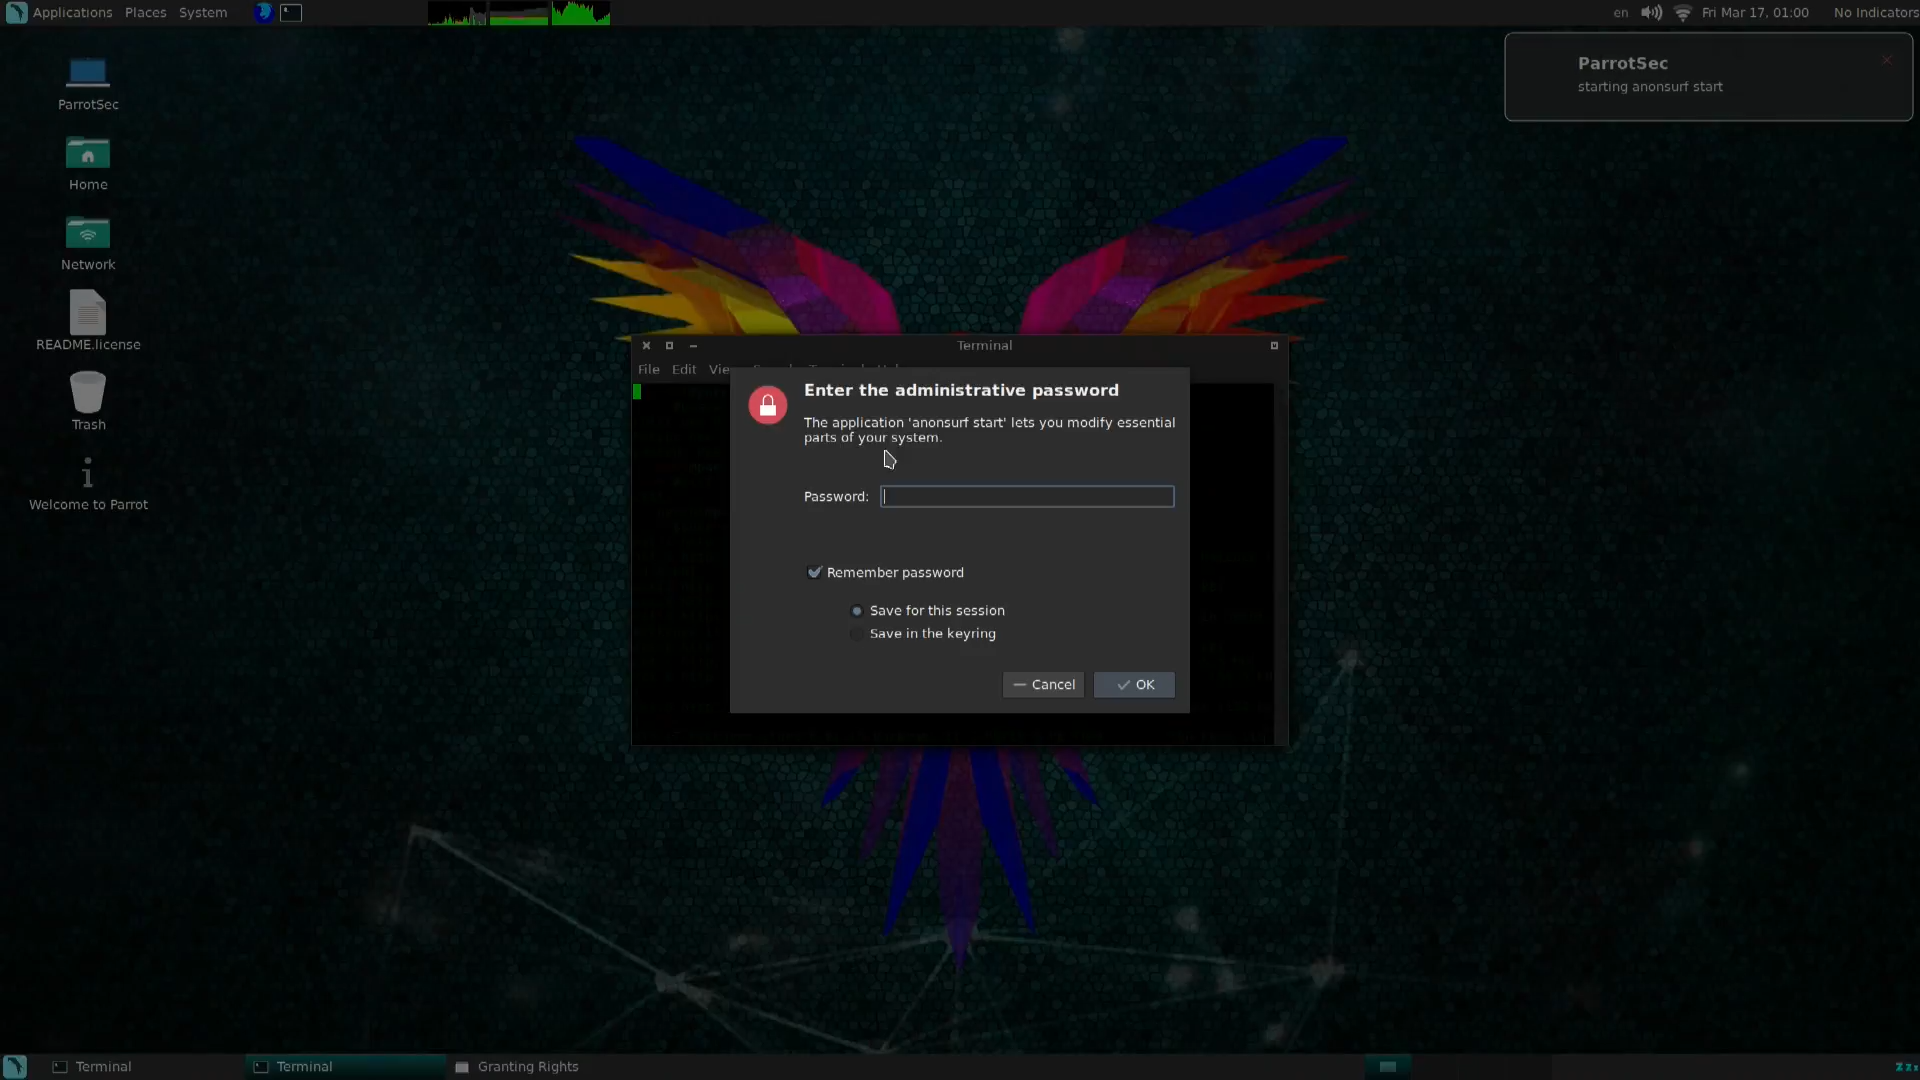 Applications Places System
en Fri Mar 17, 01:00 No Indicators
ParrotSec
starting anonsurf start
ParrotSec
Home
Network
README.license
Trash
Welcome to Parrot
Terminal
File Edit
Enter the administrative password
The application 'anonsurf start' lets you modify essential
parts of your system.
Password:
Remember password
Save for this session
Save in the keyring
Cancel OK
Terminal Terminal Granting Rights